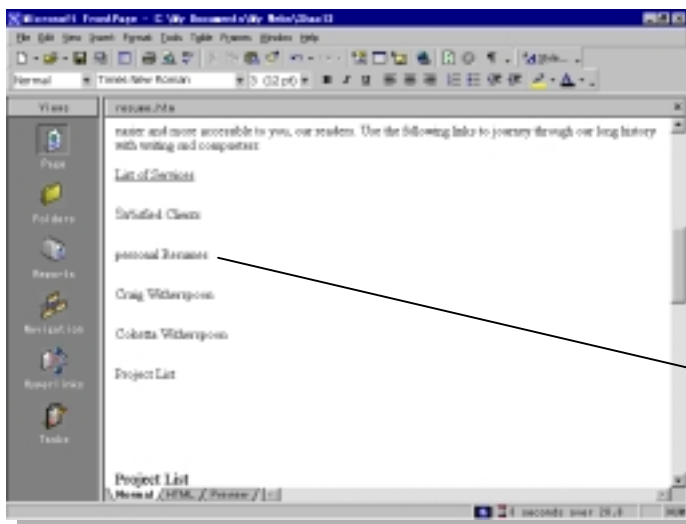 Microsoft FrontPage - C:\My Documents\My Webs\
File Edit View Insert Format Tools Table Frames Window Help
Normal Times New Roman 3 (12 pt) B I U A
Views resume.htm
easier and more accessible to you, our readers. Use the following links to journey through our long history
with writing and computers:
List of Services
Satisfied Clients
personal Resumes
Craig Witherspoon
Coletta Witherspoon
Project List
Project List
Page
Folders
Reports
Navigation
Hyperlinks
Tasks
Normal HTML Preview
seconds over 28.8 NUM